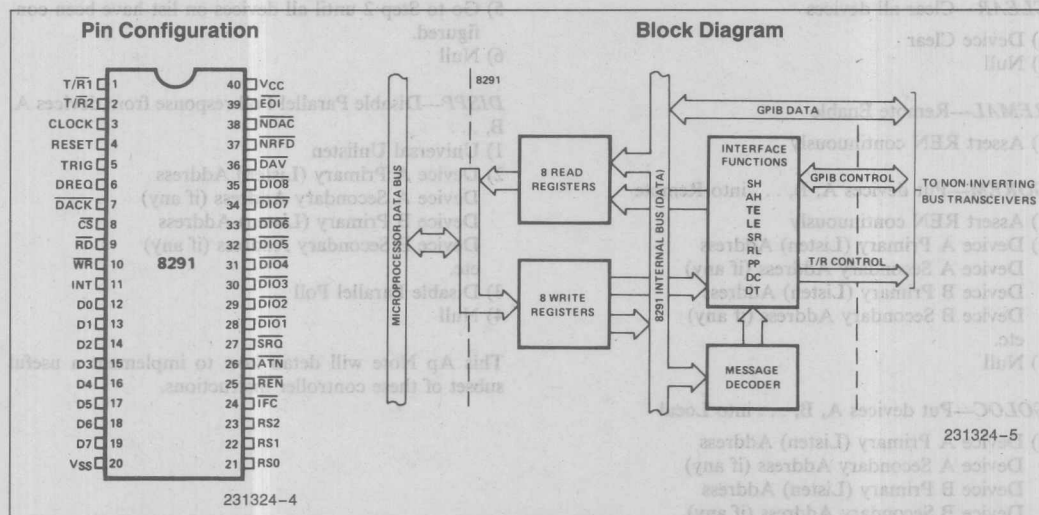 Pin Configuration
T/R1 1
T/R2 2
CLOCK 3
RESET 4
TRIG 5
DREQ 6
DACK 7
CS 8
RD 9
WR 10
INT 11
D0 12
D1 13
D2 14
D3 15
D4 16
D5 17
D6 18
D7 19
VSS 20
8291
40 VCC
39 EOI
38 NDAC
37 NRFD
36 DAV
35 DIO8
34 DIO7
33 DIO6
32 DIO5
31 DIO4
30 DIO3
29 DIO2
28 DIO1
27 SRQ
26 ATN
25 REN
24 IFC
23 RS2
22 RS1
21 RS0
231324–4
Block Diagram
8291
MICROPROCESSOR DATA BUS
8 READ
REGISTERS
8 WRITE
REGISTERS
8291 INTERNAL BUS (DATA)
GPIB DATA
INTERFACE
FUNCTIONS
SH
AH
TE
LE
SR
RL
PP
DC
DT
GPIB CONTROL
T/R CONTROL
TO NON-INVERTING
BUS TRANSCEIVERS
MESSAGE
DECODER
231324–5